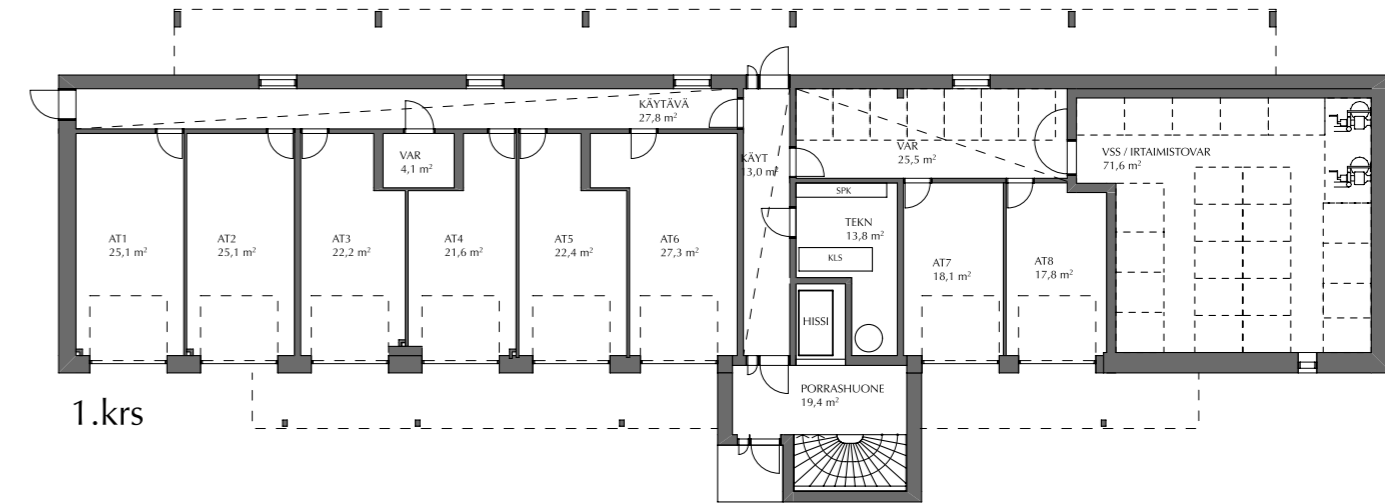 KÄYTÄVÄ
27,8 m²
VAR
4,1 m²
KÄYT
13,0 m²
VAR
25,5 m²
VSS / IRTAIMISTOVAR
71,6 m²
SPK
TEKN
13,8 m²
KLS
AT1
25,1 m²
AT2
25,1 m²
AT3
22,2 m²
AT4
21,6 m²
AT5
22,4 m²
AT6
27,3 m²
AT7
18,1 m²
AT8
17,8 m²
HISSI
PORRASHUONE
19,4 m²
1.krs